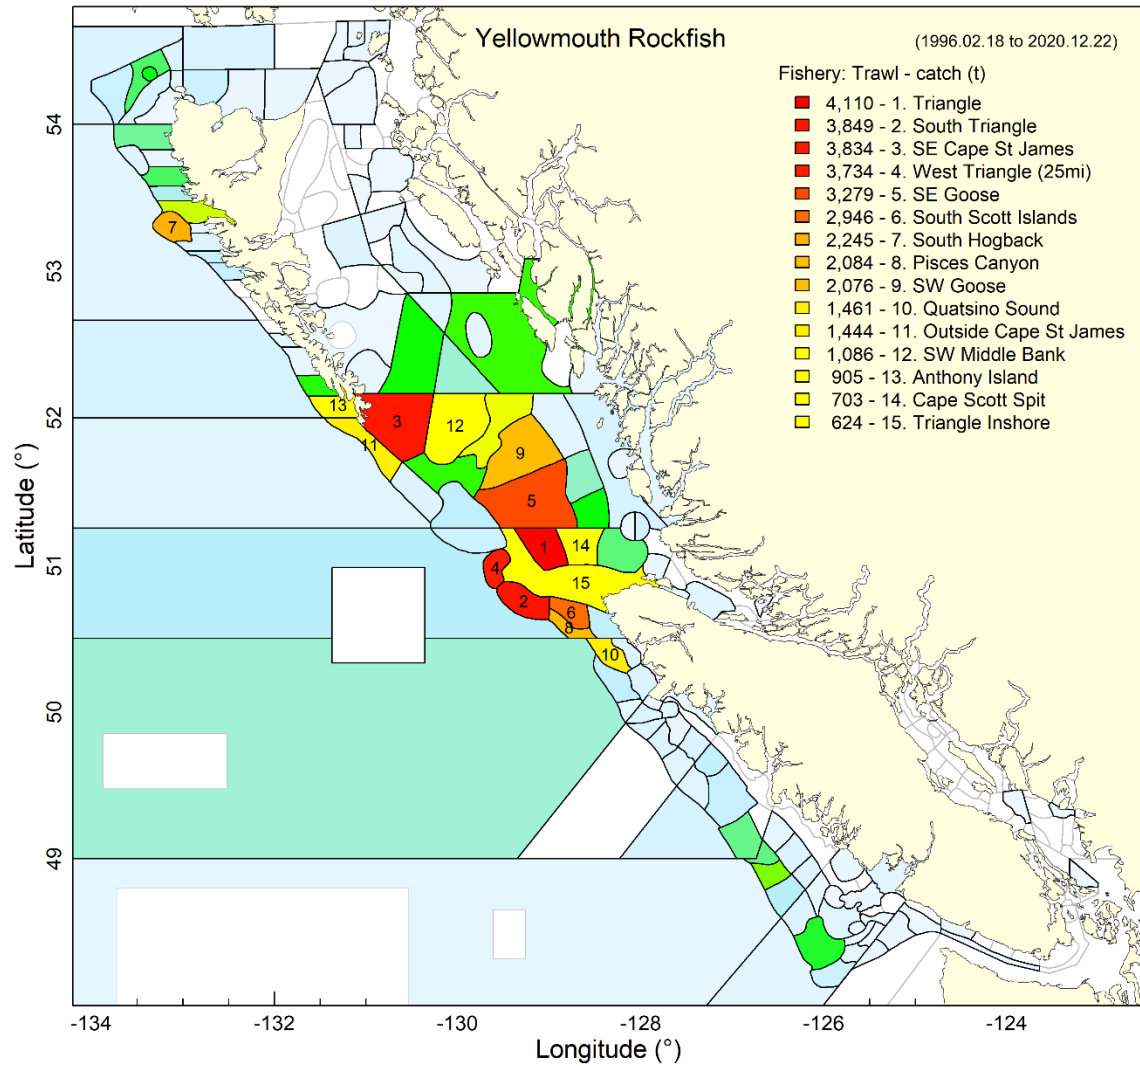 Yellowmouth Rockfish
(1996.02.18 to 2020.12.22)
Fishery: Trawl - catch (t)
4,110 - 1. Triangle
3,849 - 2. South Triangle
3,834 - 3. SE Cape St James
3,734 - 4. West Triangle (25mi)
3,279 - 5. SE Goose
2,946 - 6. South Scott Islands
2,245 - 7. South Hogback
2,084 - 8. Pisces Canyon
2,076 - 9. SW Goose
1,461 - 10. Quatsino Sound
1,444 - 11. Outside Cape St James
1,086 - 12. SW Middle Bank
905 - 13. Anthony Island
703 - 14. Cape Scott Spit
624 - 15. Triangle Inshore
54
53
52
51
50
49
Latitude (°)
7
13
3
12
11
9
5
1
14
4
15
2
6
8
10
-134
-132
-130
-128
-126
-124
Longitude (°)